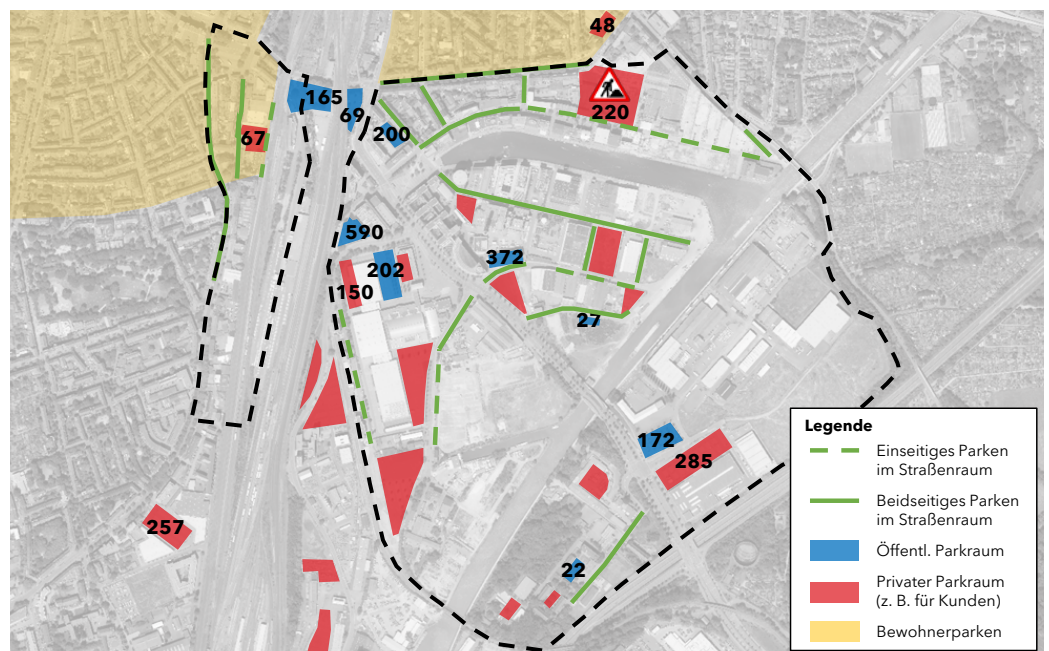 48
165
69
220
200
67
590
372
202
150
27
172
285
257
22
Legende
Einseitiges Parken
im Straßenraum
Beidseitiges Parken
im Straßenraum
Öffentl. Parkraum
Privater Parkraum
(z. B. für Kunden)
Bewohnerparken